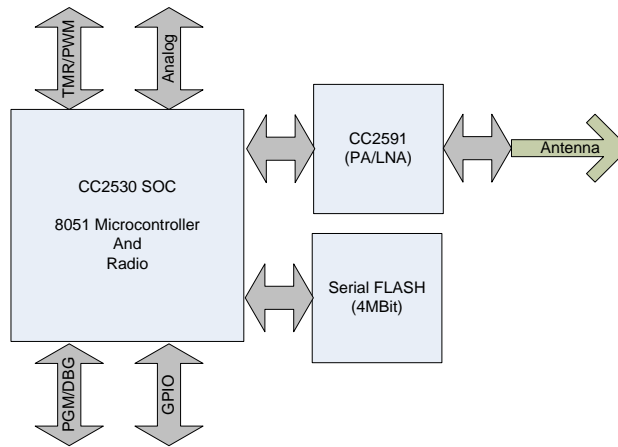 TMR/PWM
Analog
CC2530 SOC
8051 Microcontroller
And
Radio
CC2591
(PA/LNA)
Antenna
Serial FLASH
(4MBit)
PGM/DBG
GPIO